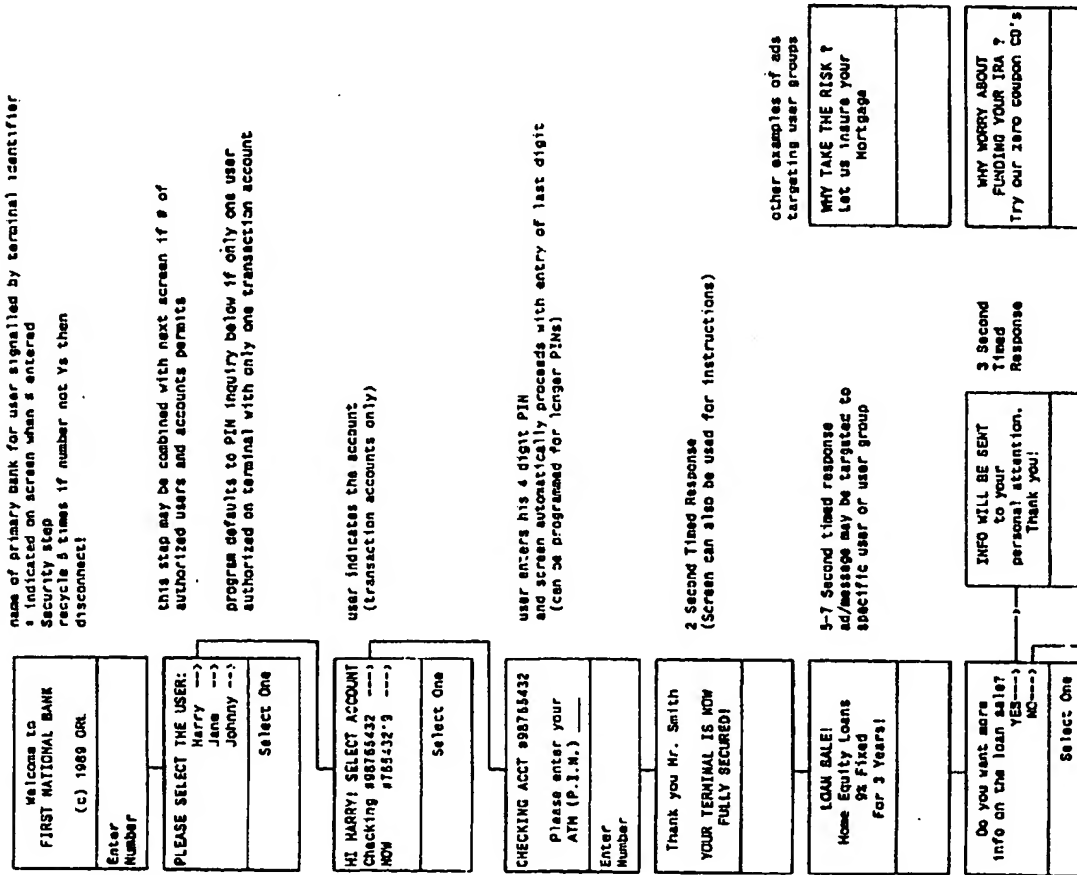 name of primary bank for user signalled by terminal identifier
# indicated on screen when # entered
Security step
recycle 5 times if number not Ys then
disconnect!
Welcome to
FIRST NATIONAL BANK
(c) 1989 ORL
Enter
Number
this step may be combined with next screen if # of
authorized users and accounts permits
program defaults to PIN inquiry below if only one user
authorized on terminal with only one transaction account
PLEASE SELECT THE USER:
Harry -->
Jane -->
Johnny -->
Select One
user indicates the account
(transaction accounts only)
HI HARRY! SELECT ACCOUNT
Checking #98765432 --->
NOW #765432'9 --->
Select One
user enters his 4 digit PIN
and screen automatically proceeds with entry of last digit
(can be programmed for longer PINs)
CHECKING ACCT #98765432
Please enter your
ATM (P.I.N.) ____
Enter
Number
2 Second Timed Response
(Screen can also be used for instructions)
Thank you Mr. Smith
YOUR TERMINAL IS NOW
FULLY SECURED!
5-7 Second timed response
ad/message may be targeted to
specific user or user group
LOAN SALE!
Home Equity Loans
9% Fixed
For 3 Years!
other examples of ads
targeting user groups
WHY TAKE THE RISK ?
Let us insure your
Mortgage
Do you want more
info on the loan sale?
YES--->
NO--->
Select One
INFO WILL BE SENT
to your
personal attention.
Thank you!
3 Second
Timed
Response
WHY WORRY ABOUT
FUNDING YOUR IRA ?
Try our zero coupon CD's